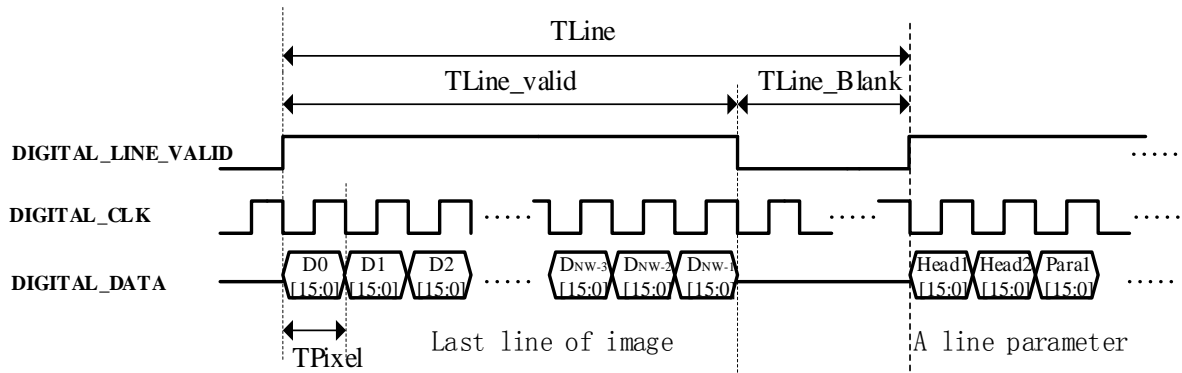 TLine
TLine_valid TLine_Blank
DIGITAL_LINE_VALID .....
DIGITAL_CLK ..... ..... .....
DIGITAL_DATA D0 [15:0] D1 [15:0] D2 [15:0] ..... DNW-3 [15:0] DNW-2 [15:0] DNW-1 [15:0] Head1 [15:0] Head2 [15:0] Para1 [15:0] .....
TPixel Last line of image A line parameter